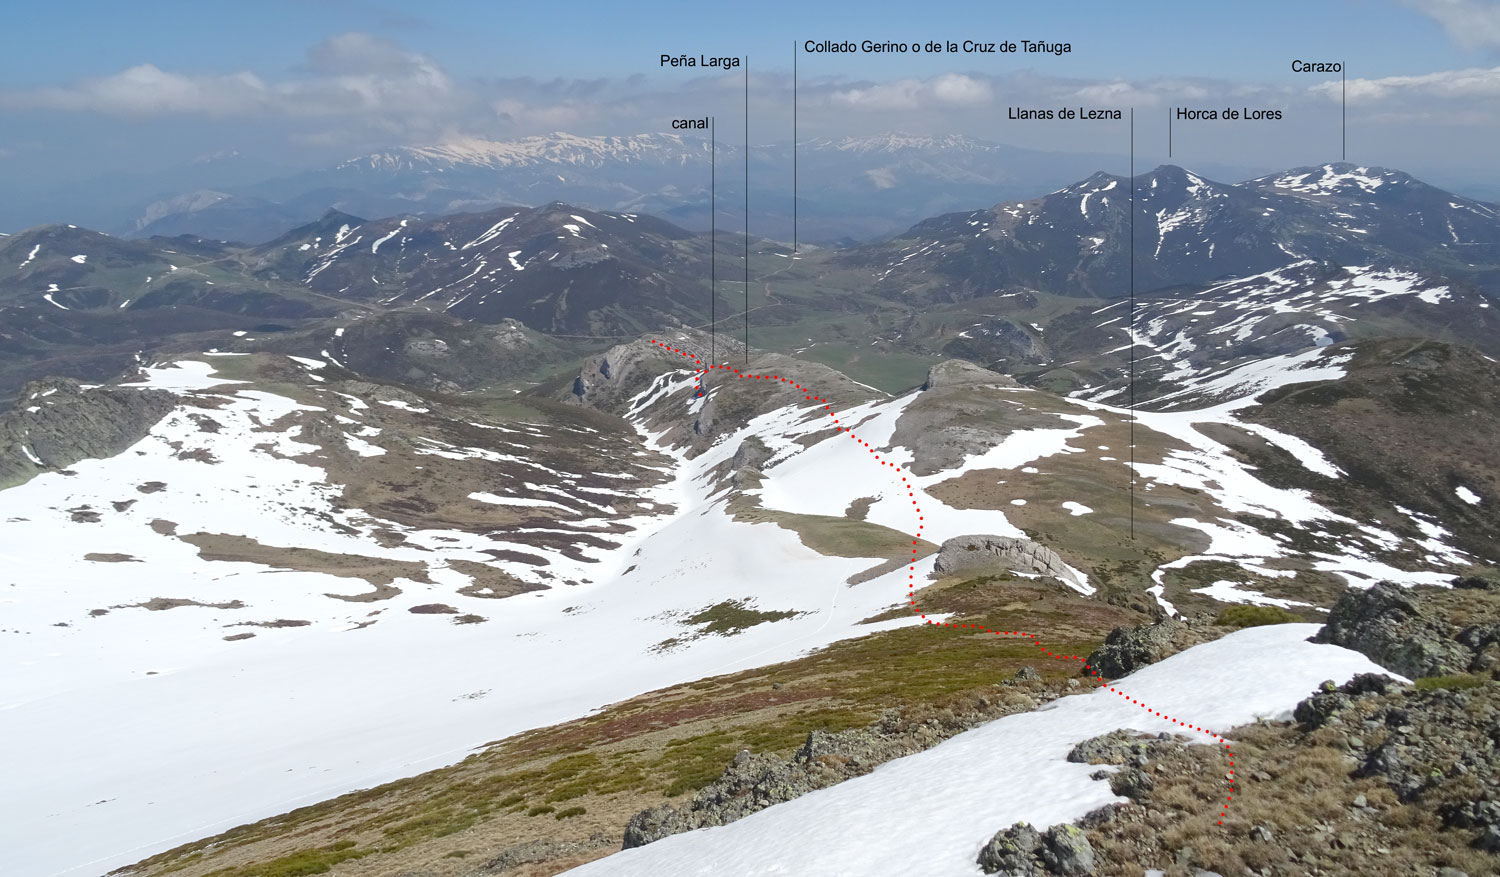 Collado Gerino o de la Cruz de Tañuga
Peña Larga
Carazo
canal
Llanas de Lezna
Horca de Lores